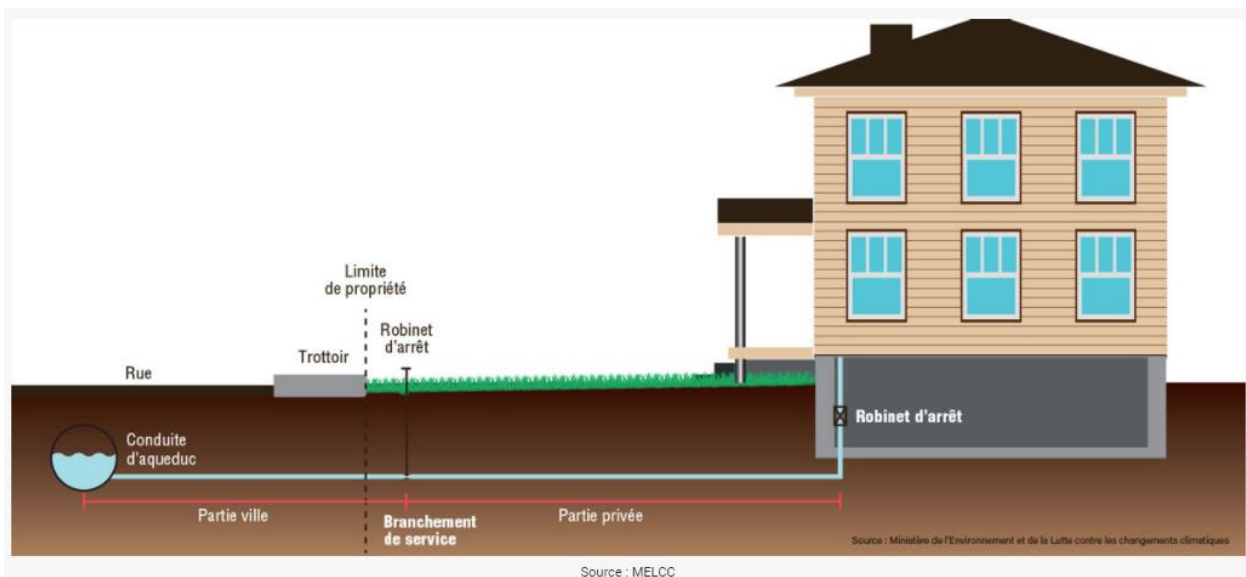 Limite
de propriété
Robinet
d'arrêt
Trottoir
Rue
Robinet d'arrêt
Conduite
d'aqueduc
Partie ville
Branchement
de service
Partie privée
Source : Ministère de l'Environnement et de la Lutte contre les changements climatiques
Source : MELCC